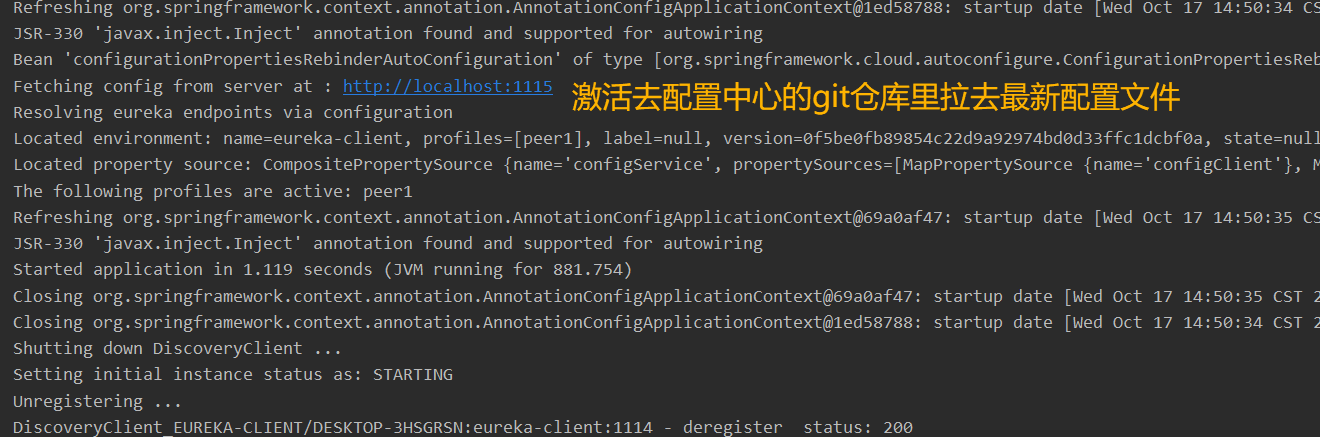 Refreshing org.springframework.context.annotation.AnnotationConfigApplicationContext@1ed58788: startup date [Wed Oct 17 14:50:34 CS
JSR-330 'javax.inject.Inject' annotation found and supported for autowiring
Bean 'configurationPropertiesRebinderAutoConfiguration' of type [org.springframework.cloud.autoconfigure.ConfigurationPropertiesReb
Fetching config from server at : http://localhost:1115 激活去配置中心的git仓库里拉去最新配置文件
Resolving eureka endpoints via configuration
Located environment: name=eureka-client, profiles=[peer1], label=null, version=0f5be0fb89854c22d9a92974bd0d33ffc1dcbf0a, state=null
Located property source: CompositePropertySource {name='configService', propertySources=[MapPropertySource {name='configClient'}, M
The following profiles are active: peer1
Refreshing org.springframework.context.annotation.AnnotationConfigApplicationContext@69a0af47: startup date [Wed Oct 17 14:50:35 CS
JSR-330 'javax.inject.Inject' annotation found and supported for autowiring
Started application in 1.119 seconds (JVM running for 881.754)
Closing org.springframework.context.annotation.AnnotationConfigApplicationContext@69a0af47: startup date [Wed Oct 17 14:50:35 CST 2
Closing org.springframework.context.annotation.AnnotationConfigApplicationContext@1ed58788: startup date [Wed Oct 17 14:50:34 CST 2
Shutting down DiscoveryClient ...
Setting initial instance status as: STARTING
Unregistering ...
DiscoveryClient_EUREKA-CLIENT/DESKTOP-3HSGRSN:eureka-client:1114 - deregister  status: 200